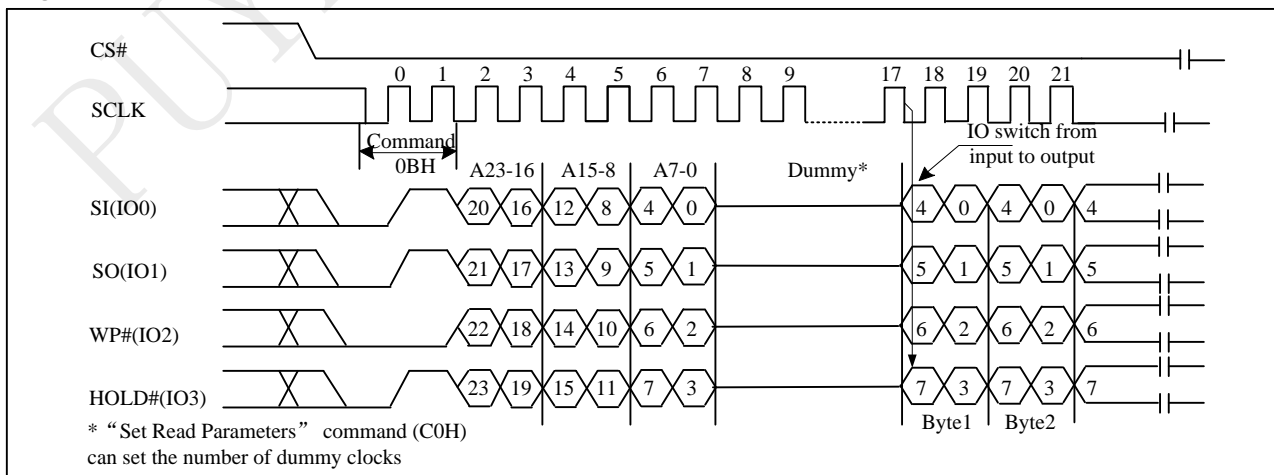 PUY
CS#
0 1 2 3 4 5 6 7 8 9 17 18 19 20 21
SCLK
Command
0BH
IO switch from
input to output
A23-16 A15-8 A7-0 Dummy*
SI(IO0) 20 16 12 8 4 0 4 0 4 0 4
SO(IO1) 21 17 13 9 5 1 5 1 5 1 5
WP#(IO2) 22 18 14 10 6 2 6 2 6 2 6
HOLD#(IO3) 23 19 15 11 7 3 7 3 7 3 7
Byte1 Byte2
* “Set Read Parameters” command (C0H)
can set the number of dummy clocks